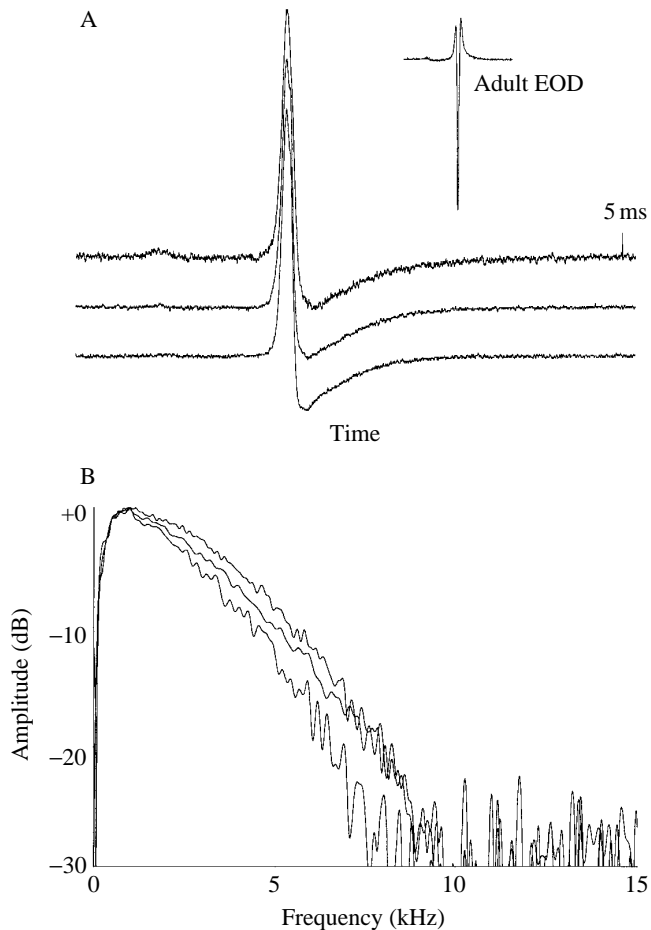 A
Adult EOD
5 ms
Time
B
+0
−10
−20
−30
Amplitude (dB)
0
5
10
15
Frequency (kHz)